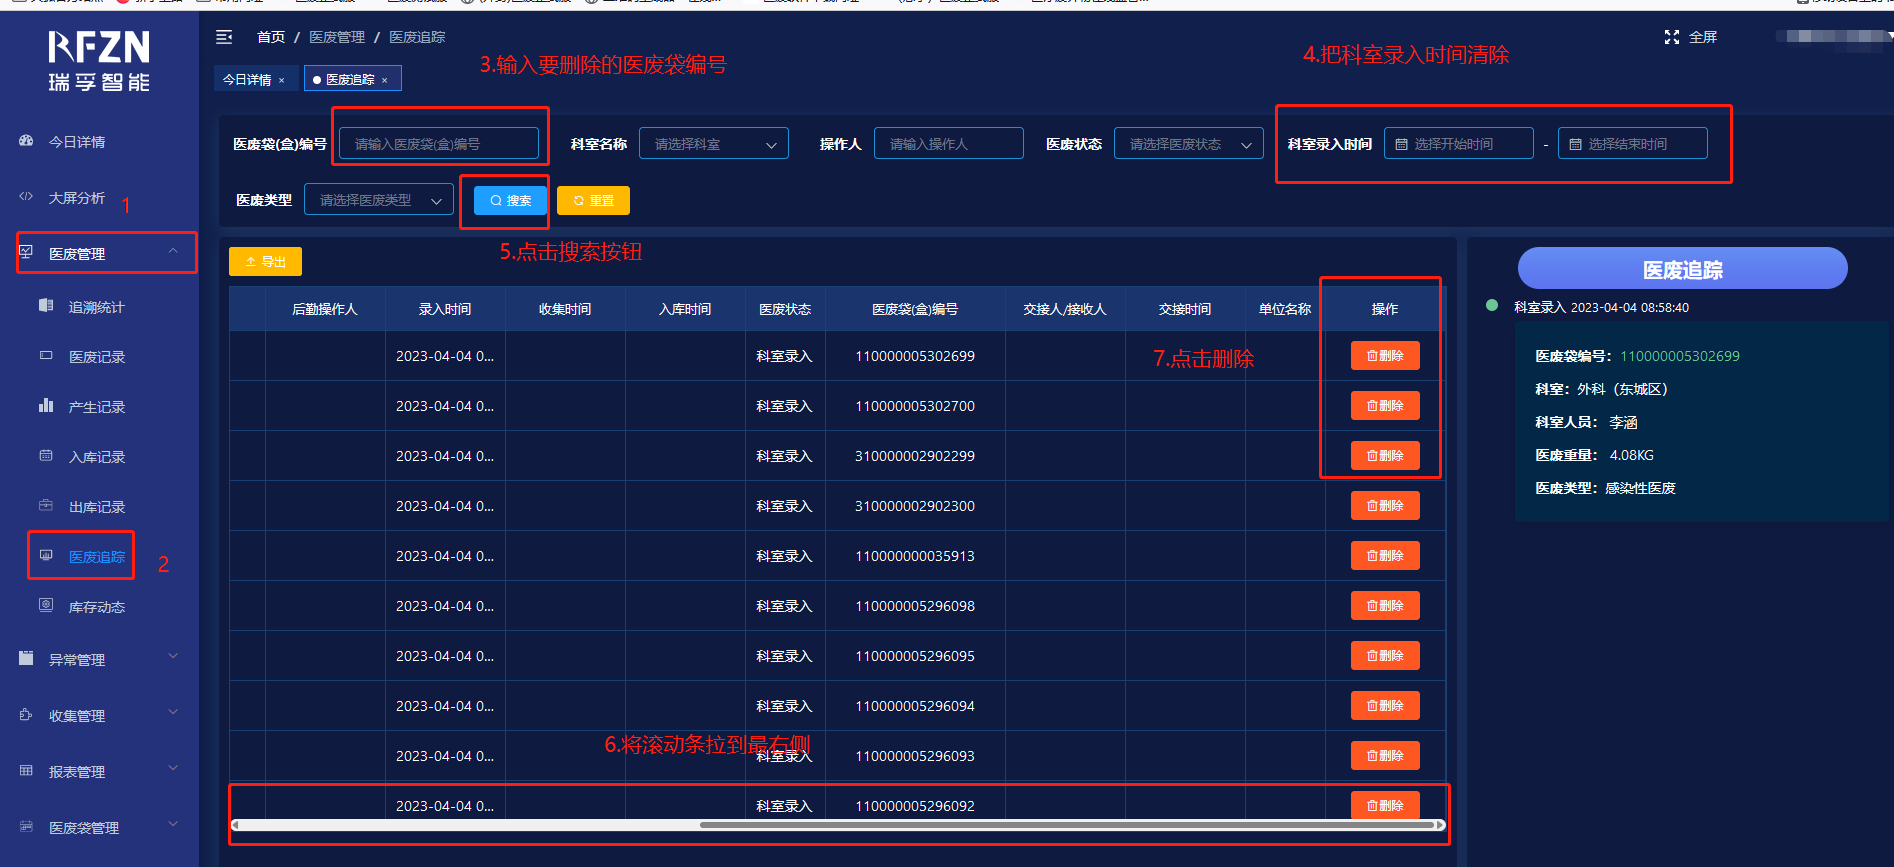 RFZN
瑞孚智能
首页 / 医废管理 / 医废追踪
全屏
今日详情 ×
医废追踪 ×
3.输入要删除的医废袋编号
4.把科室录入时间清除
今日详情
大屏分析
1
医废管理
追溯统计
医废记录
产生记录
入库记录
出库记录
医废追踪
2
库存动态
异常管理
收集管理
报表管理
医废袋管理
医废袋(盒)编号 请输入医废袋(盒)编号 科室名称 请选择科室 操作人 请输入操作人 医废状态 请选择医废状态 科室录入时间 选择开始时间 - 选择结束时间
医废类型 请选择医废类型 搜索 重置
5.点击搜索按钮
导出
后勤操作人 录入时间 收集时间 入库时间 医废状态 医废袋(盒)编号 交接人/接收人 交接时间 单位名称 操作
2023-04-04 0... 科室录入 110000005302699 删除
7.点击删除
2023-04-04 0... 科室录入 110000005302700 删除
2023-04-04 0... 科室录入 310000002902299 删除
2023-04-04 0... 科室录入 310000002902300 删除
2023-04-04 0... 科室录入 110000000035913 删除
2023-04-04 0... 科室录入 110000005296098 删除
2023-04-04 0... 科室录入 110000005296095 删除
2023-04-04 0... 科室录入 110000005296094 删除
6.将滚动条拉到最右侧
2023-04-04 0... 科室录入 110000005296093 删除
2023-04-04 0... 科室录入 110000005296092 删除
医废追踪
科室录入 2023-04-04 08:58:40
医废袋编号： 110000005302699
科室： 外科（东城区）
科室人员： 李涵
医废重量： 4.08KG
医废类型： 感染性医废